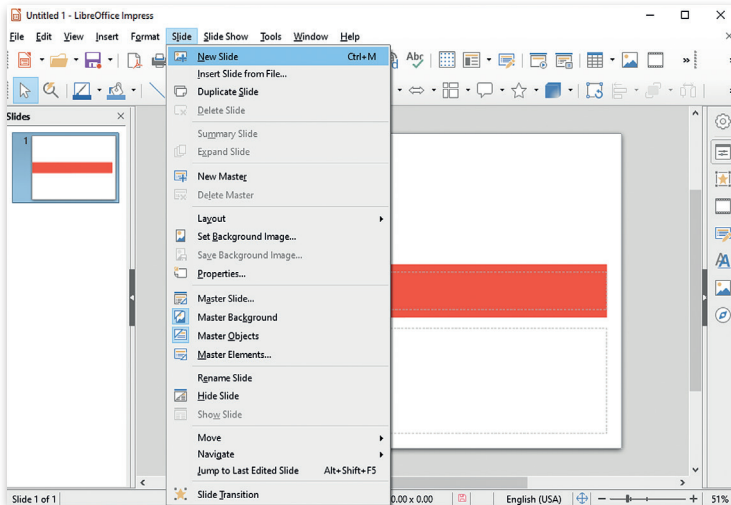 Untitled 1 - LibreOffice Impress
File Edit View Insert Format Slide Slide Show Tools Window Help
New Slide Ctrl+M
Insert Slide from File...
Duplicate Slide
Delete Slide
Summary Slide
Expand Slide
New Master
Delete Master
Layout
Set Background Image...
Save Background Image...
Properties...
Master Slide...
Master Background
Master Objects
Master Elements...
Rename Slide
Hide Slide
Show Slide
Move
Navigate
Jump to Last Edited Slide Alt+Shift+F5
Slide Transition
Abc
Slides
1
Slide 1 of 1 0.00 x 0.00 English (USA) 51%